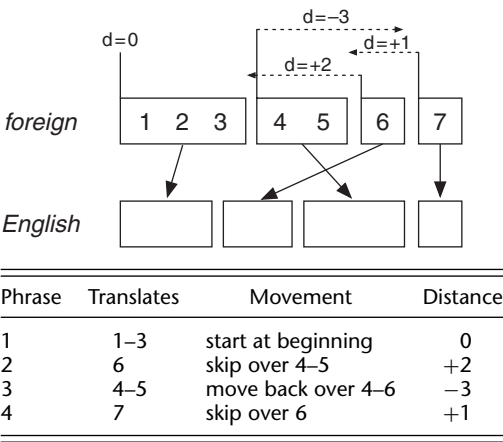 d=–3
d=0
d=+1
d=+2
foreign 1 2 3 4 5 6 7
English
Phrase Translates Movement Distance
1 1–3 start at beginning 0
2 6 skip over 4–5 +2
3 4–5 move back over 4–6 −3
4 7 skip over 6 +1